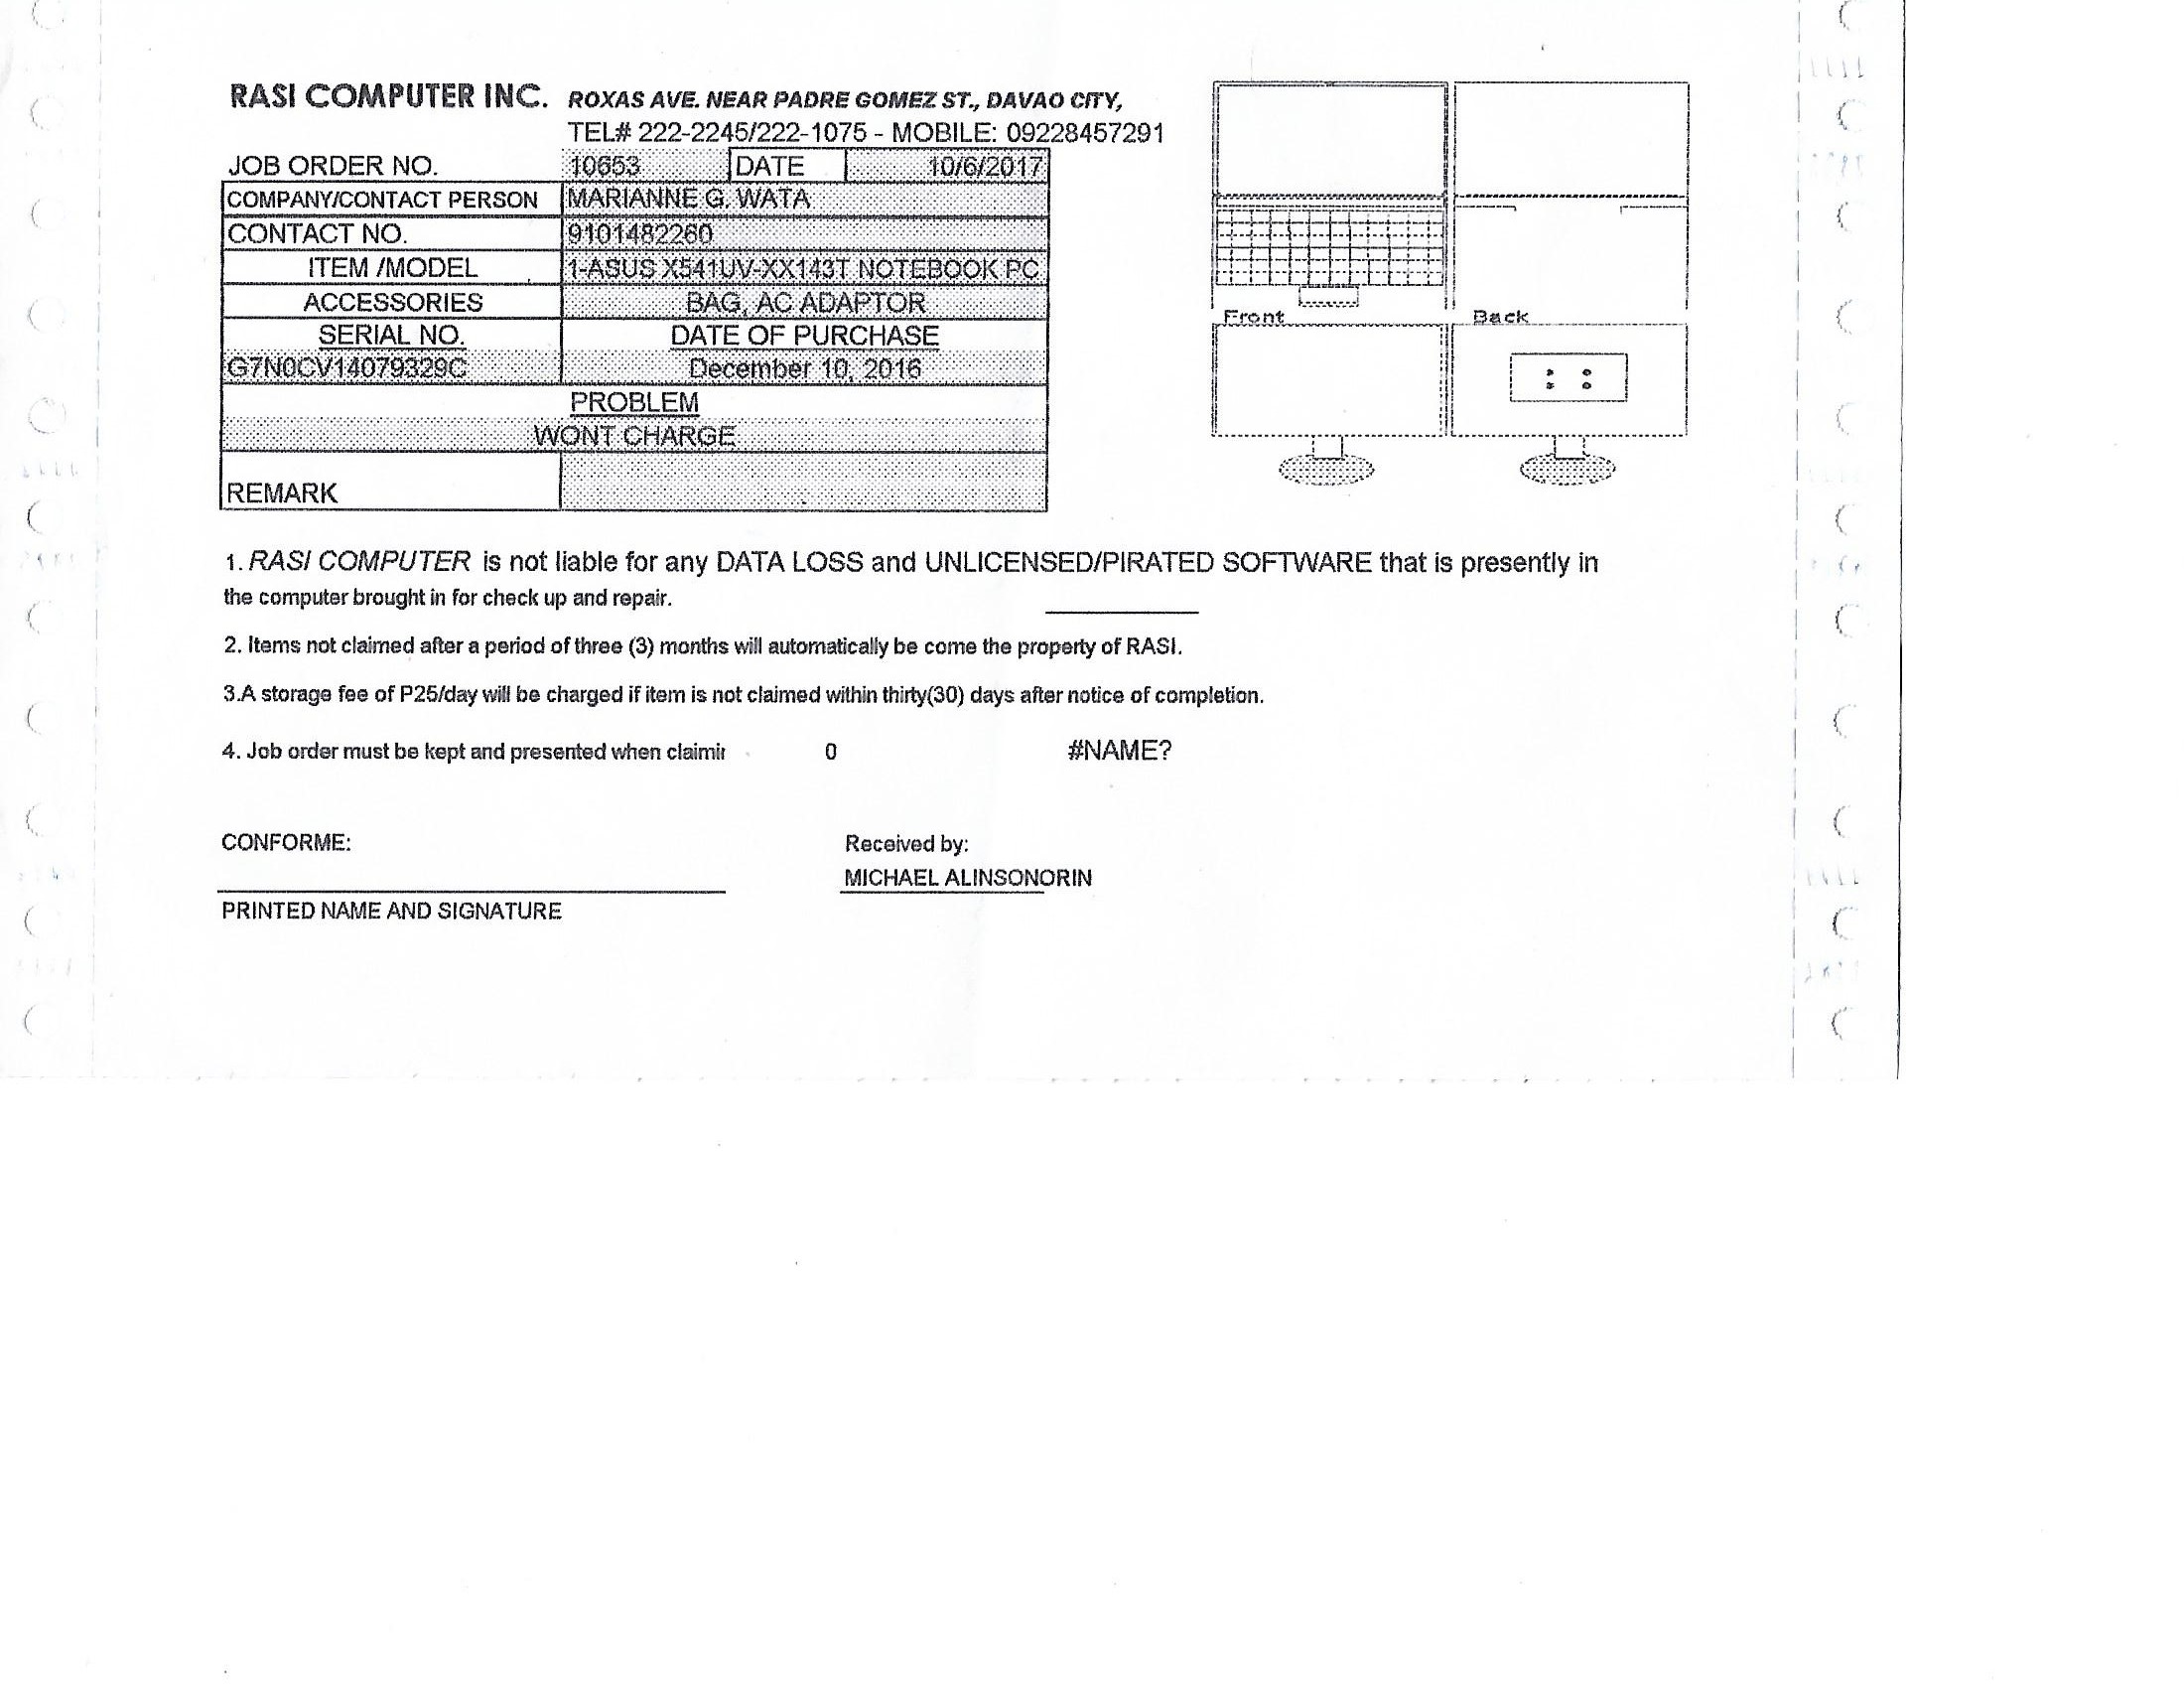 RASI COMPUTER INC. ROXAS AVE. NEAR PADRE GOMEZ ST., DAVAO CITY,
TEL# 222-2245/222-1075 - MOBILE: 09228457291
JOB ORDER NO. 10653 DATE 10/6/2017
COMPANY/CONTACT PERSON MARIANNE G. WATA
CONTACT NO. 9101482260
ITEM /MODEL 1-ASUS X541UV-XX143T NOTEBOOK PC
ACCESSORIES BAG, AC ADAPTOR
SERIAL NO. DATE OF PURCHASE
G7N0CV14079329C December 10, 2016
PROBLEM
WONT CHARGE
REMARK
Front Back
1. RASI COMPUTER is not liable for any DATA LOSS and UNLICENSED/PIRATED SOFTWARE that is presently in
the computer brought in for check up and repair.
2. Items not claimed after a period of three (3) months will automatically be come the property of RASI.
3.A storage fee of P25/day will be charged if item is not claimed within thirty(30) days after notice of completion.
4. Job order must be kept and presented when claimi 0 #NAME?
CONFORME: Received by:
MICHAEL ALINSONORIN
PRINTED NAME AND SIGNATURE